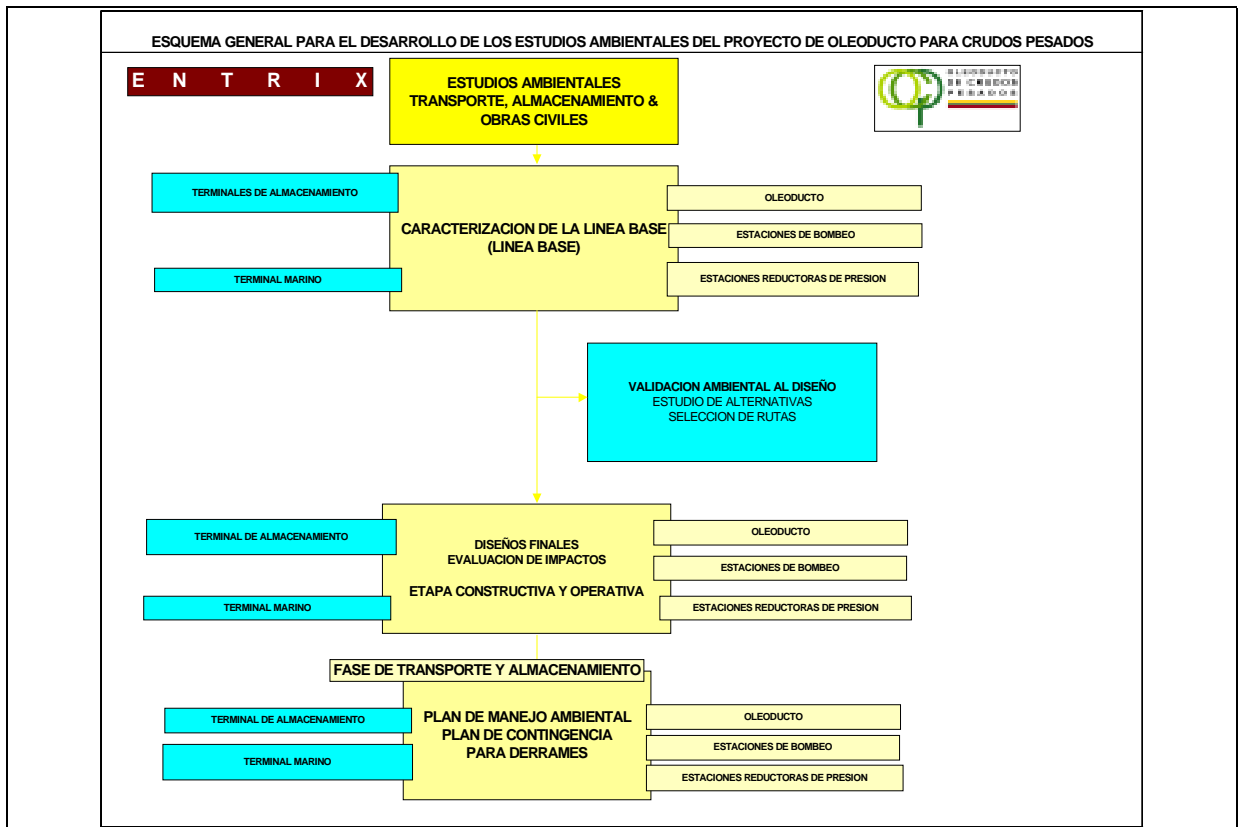 ESQUEMA GENERAL PARA EL DESARROLLO DE LOS ESTUDIOS AMBIENTALES DEL PROYECTO DE OLEODUCTO PARA CRUDOS PESADOS
E N T R I X
ESTUDIOS AMBIENTALES
TRANSPORTE, ALMACENAMIENTO &
OBRAS CIVILES
OLEODUCTO
DE CRUDOS
PESADOS
TERMINALES DE ALMACENAMIENTO
TERMINAL MARINO
CARACTERIZACION DE LA LINEA BASE
(LINEA BASE)
OLEODUCTO
ESTACIONES DE BOMBEO
ESTACIONES REDUCTORAS DE PRESION
VALIDACION AMBIENTAL AL DISEÑO
ESTUDIO DE ALTERNATIVAS
SELECCION DE RUTAS
TERMINAL DE ALMACENAMIENTO
TERMINAL MARINO
DISEÑOS FINALES
EVALUACION DE IMPACTOS
ETAPA CONSTRUCTIVA Y OPERATIVA
OLEODUCTO
ESTACIONES DE BOMBEO
ESTACIONES REDUCTORAS DE PRESION
FASE DE TRANSPORTE Y ALMACENAMIENTO
TERMINAL DE ALMACENAMIENTO
TERMINAL MARINO
PLAN DE MANEJO AMBIENTAL
PLAN DE CONTINGENCIA
PARA DERRAMES
OLEODUCTO
ESTACIONES DE BOMBEO
ESTACIONES REDUCTORAS DE PRESION